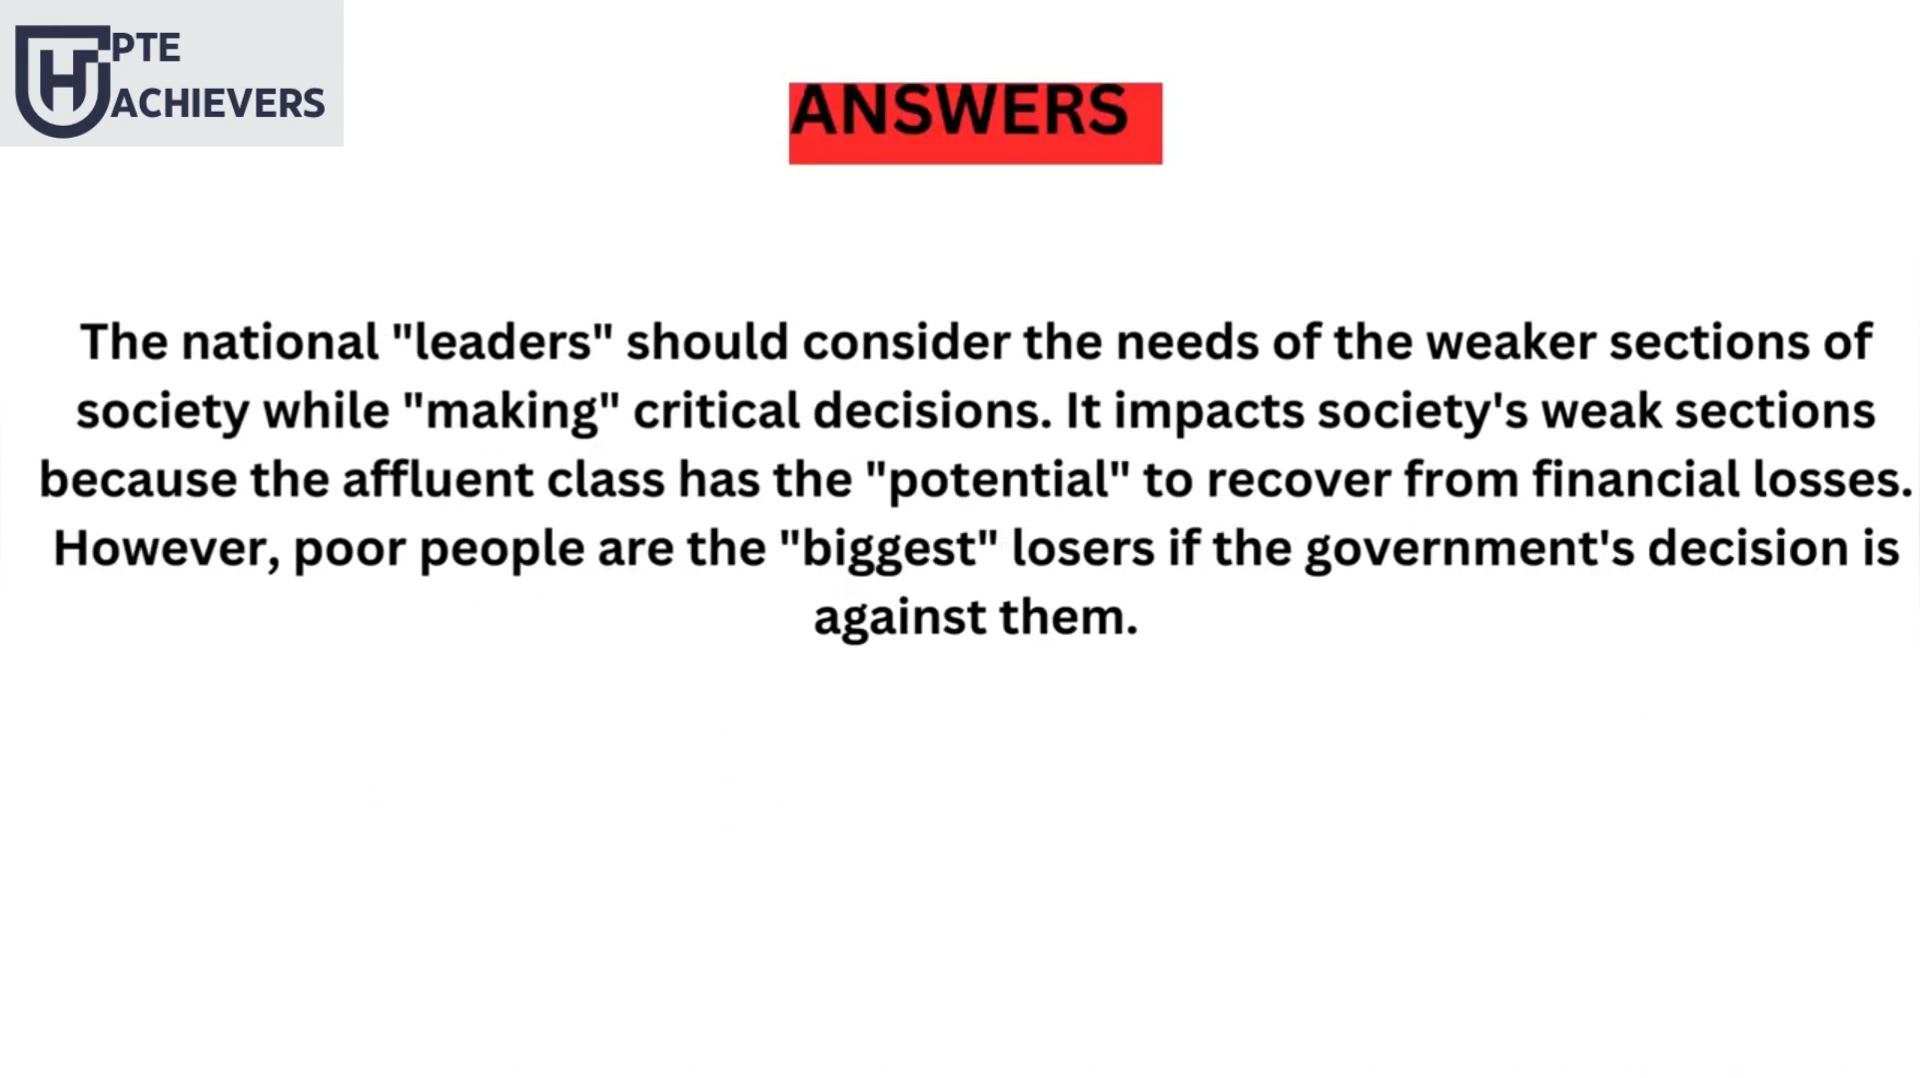 PTE
ACHIEVERS
ANSWERS
The national "leaders" should consider the needs of the weaker sections of
society while "making" critical decisions. It impacts society's weak sections
because the affluent class has the "potential" to recover from financial losses.
However, poor people are the "biggest" losers if the government's decision is
against them.